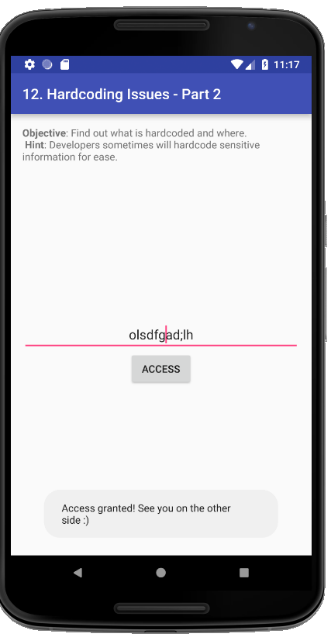 11:17
12. Hardcoding Issues - Part 2
Objective: Find out what is hardcoded and where.
Hint: Developers sometimes will hardcode sensitive
information for ease.
olsdfgad;lh
ACCESS
Access granted! See you on the other
side :)